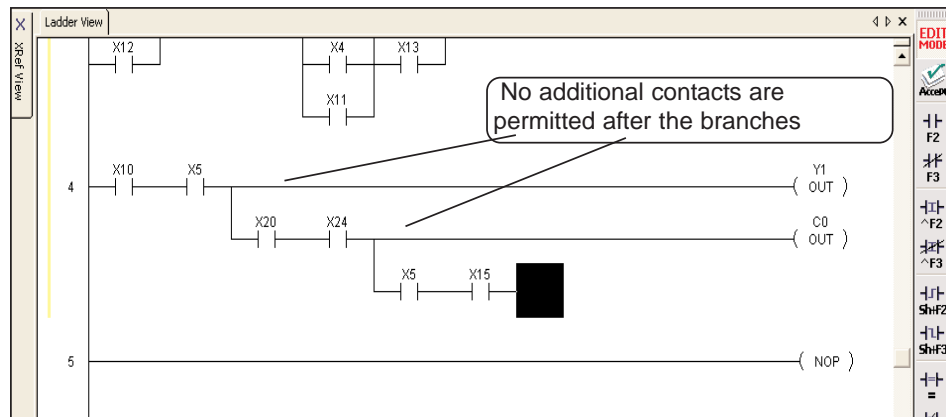 Ladder View
EDIT
MODE
XRef View
X12
X4
X13
Accept
X11
No additional contacts are
permitted after the branches
F2
F3
4
X10
X5
Y1
OUT
^F2
X20
X24
C0
OUT
^F3
X5
X15
Sh+F2
Sh+F3
5
NOP
=